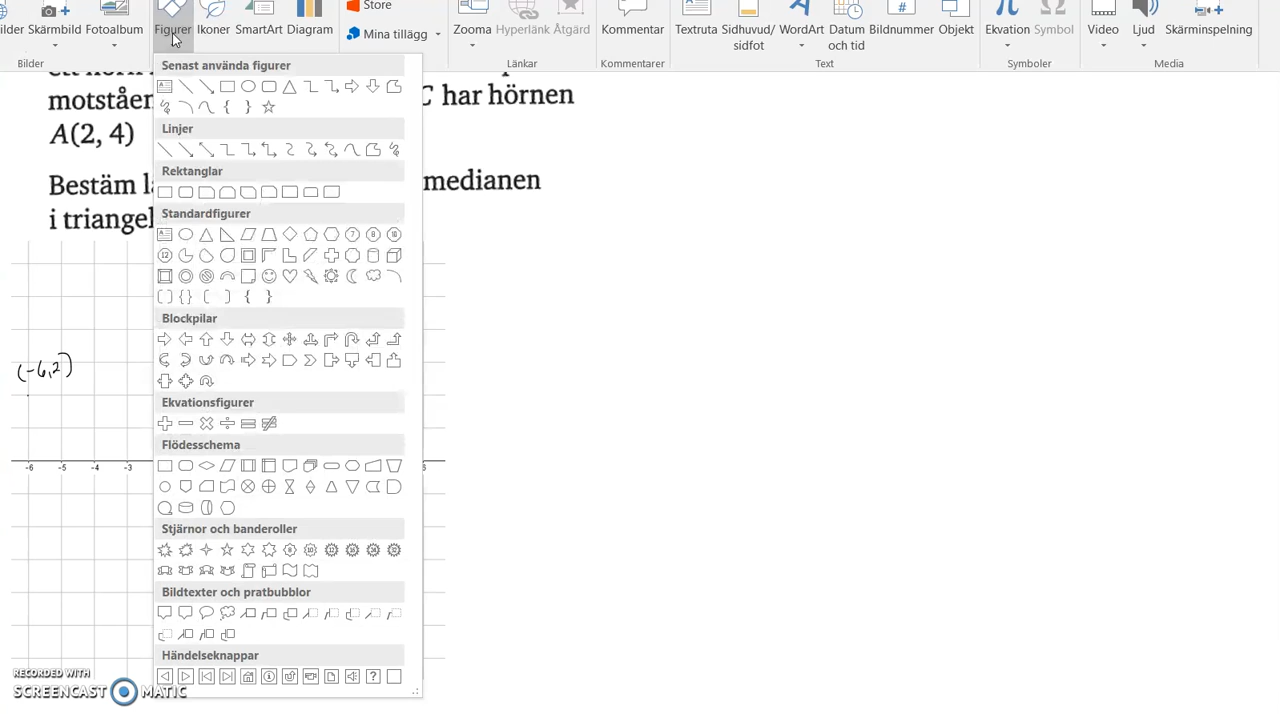 Store
ilder Skärmbild Fotoalbum Figurer Ikoner SmartArt Diagram Mina tillägg Zooma Hyperlänk Åtgärd Kommentar Textruta Sidhuvud/ sidfot WordArt Datum och tid Bildnummer Objekt Ekvation Symbol Video Ljud Skärminspelning
Bilder Länkar Kommentarer Text Symboler Media
Senast använda figurer
Linjer
Rektanglar
Standardfigurer
Blockpilar
Ekvationsfigurer
Flödesschema
Stjärnor och banderoller
Bildtexter och pratbubblor
Händelseknappar
motståen C har hörnen
A(2, 4)
Bestäm lä medianen
i triangel
(-6,2)
-6 -5 -4 -3
RECORDED WITH
SCREENCAST MATIC